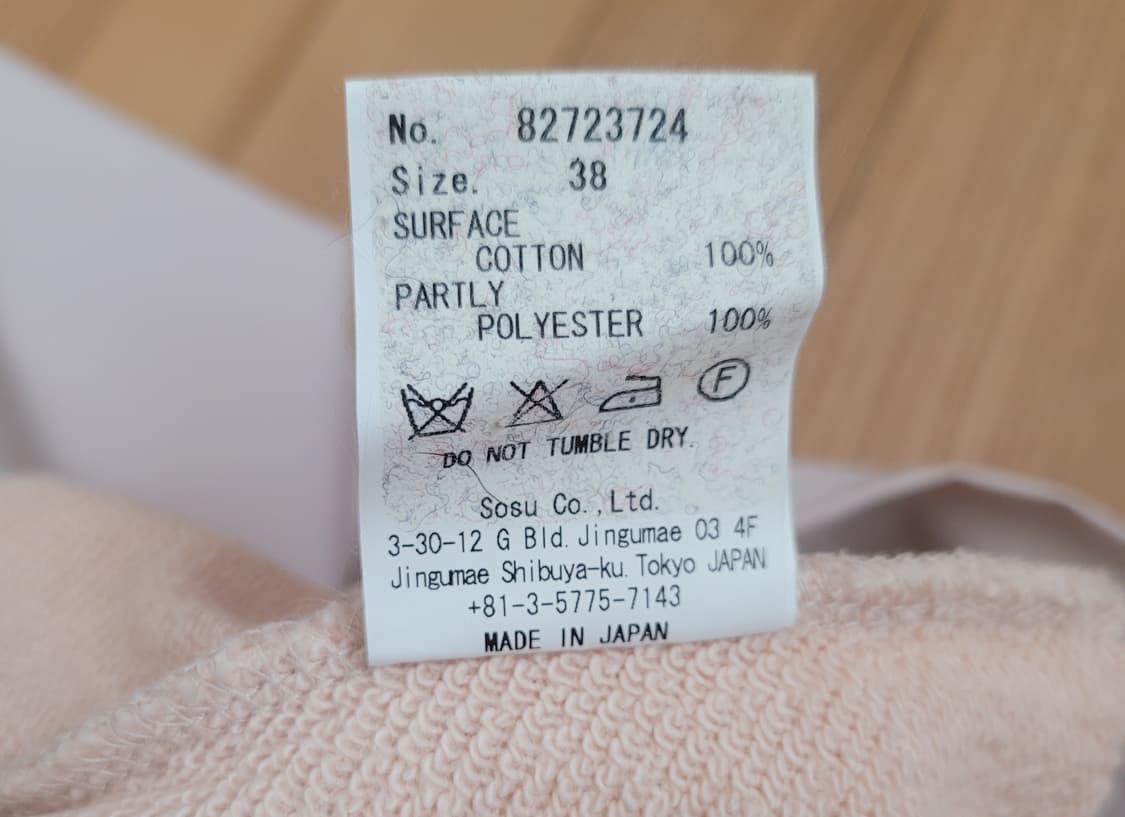 No. 82723724
Size. 38
SURFACE
COTTON 100%
PARTLY
POLYESTER 100%
F
DO NOT TUMBLE DRY.
Sosu Co.,Ltd.
3-30-12 G Bld. Jingumae 03 4F
Jingumae Shibuya-ku. Tokyo JAPAN
+81-3-5775-7143
MADE IN JAPAN